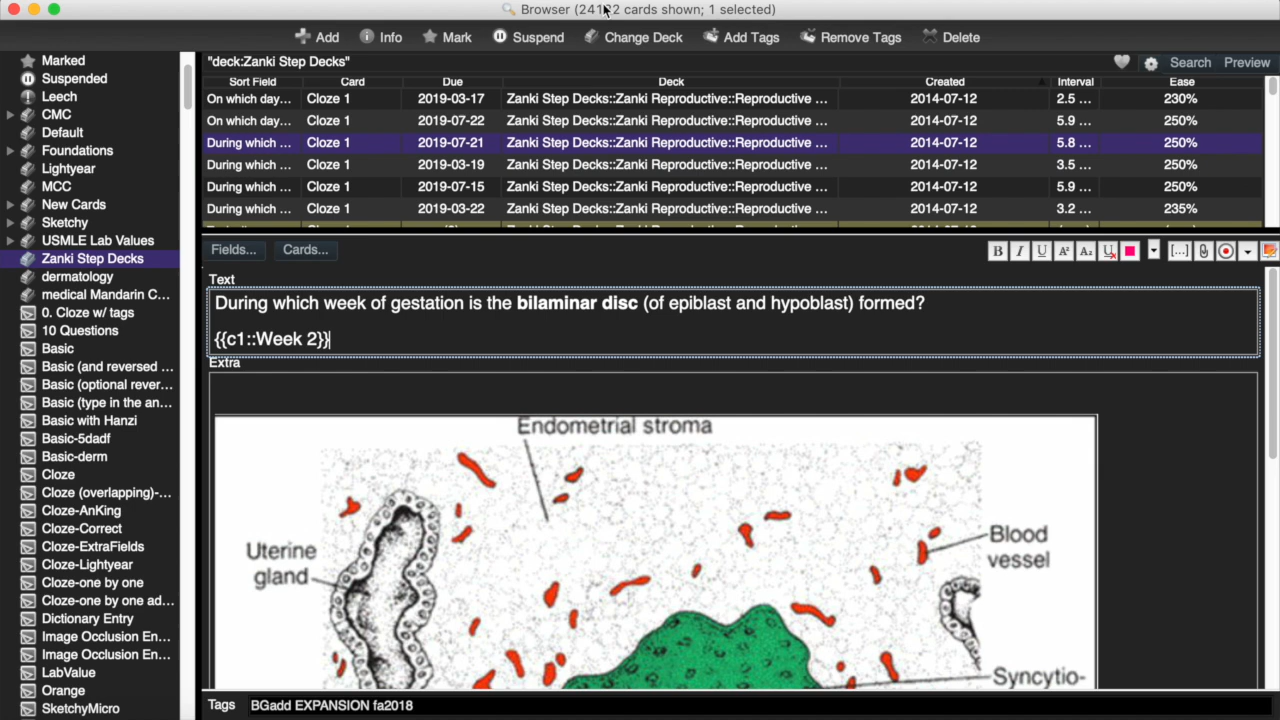 Browser (24122 cards shown; 1 selected)
Add Info Mark Suspend Change Deck Add Tags Remove Tags Delete
Marked
Suspended
Leech
CMC
Default
Foundations
Lightyear
MCC
New Cards
Sketchy
USMLE Lab Values
Zanki Step Decks
dermatology
medical Mandarin C...
0. Cloze w/ tags
10 Questions
Basic
Basic (and reversed ...
Basic (optional rever...
Basic (type in the an...
Basic with Hanzi
Basic-5dadf
Basic-derm
Cloze
Cloze (overlapping)-...
Cloze-AnKing
Cloze-Correct
Cloze-ExtraFields
Cloze-Lightyear
Cloze-one by one
Cloze-one by one ad...
Dictionary Entry
Image Occlusion En...
Image Occlusion En...
LabValue
Orange
SketchyMicro
"deck:Zanki Step Decks" Search Preview
Sort Field Card Due Deck Created Interval Ease
On which day... Cloze 1 2019-03-17 Zanki Step Decks::Zanki Reproductive::Reproductive ... 2014-07-12 2.5 ... 230%
On which day... Cloze 1 2019-07-22 Zanki Step Decks::Zanki Reproductive::Reproductive ... 2014-07-12 5.9 ... 250%
During which ... Cloze 1 2019-07-21 Zanki Step Decks::Zanki Reproductive::Reproductive ... 2014-07-12 5.8 ... 250%
During which ... Cloze 1 2019-03-19 Zanki Step Decks::Zanki Reproductive::Reproductive ... 2014-07-12 3.5 ... 250%
During which ... Cloze 1 2019-07-15 Zanki Step Decks::Zanki Reproductive::Reproductive ... 2014-07-12 5.9 ... 250%
During which ... Cloze 1 2019-03-22 Zanki Step Decks::Zanki Reproductive::Reproductive ... 2014-07-12 3.2 ... 235%
Fields... Cards... B I U A² A₂ U [...]
Text
During which week of gestation is the bilaminar disc (of epiblast and hypoblast) formed?
{{c1::Week 2}}
Extra
Endometrial stroma
Uterine
gland
Blood
vessel
Syncytio-
Tags BGadd EXPANSION fa2018